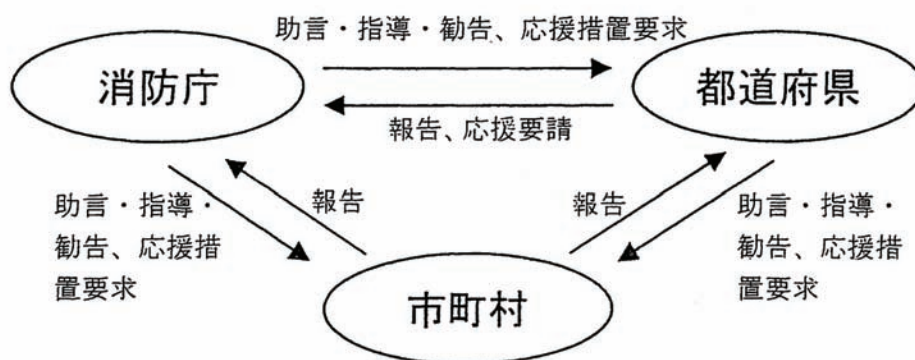 助言・指導・勧告、応援措置要求
消防庁
都道府県
報告、応援要請
助言・指導・
勧告、応援措
置要求
報告
報告
助言・指導・
勧告、応援措
置要求
市町村